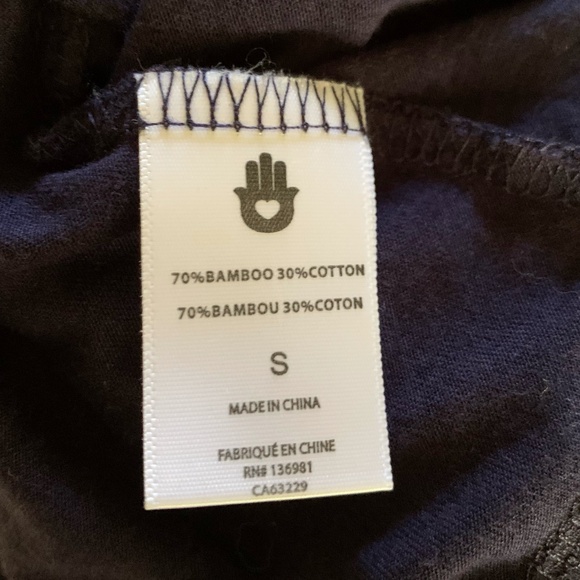 70%BAMBOO 30%COTTON
70%BAMBOU 30%COTON
S
MADE IN CHINA
FABRIQUÉ EN CHINE
RN# 136981
CA63229